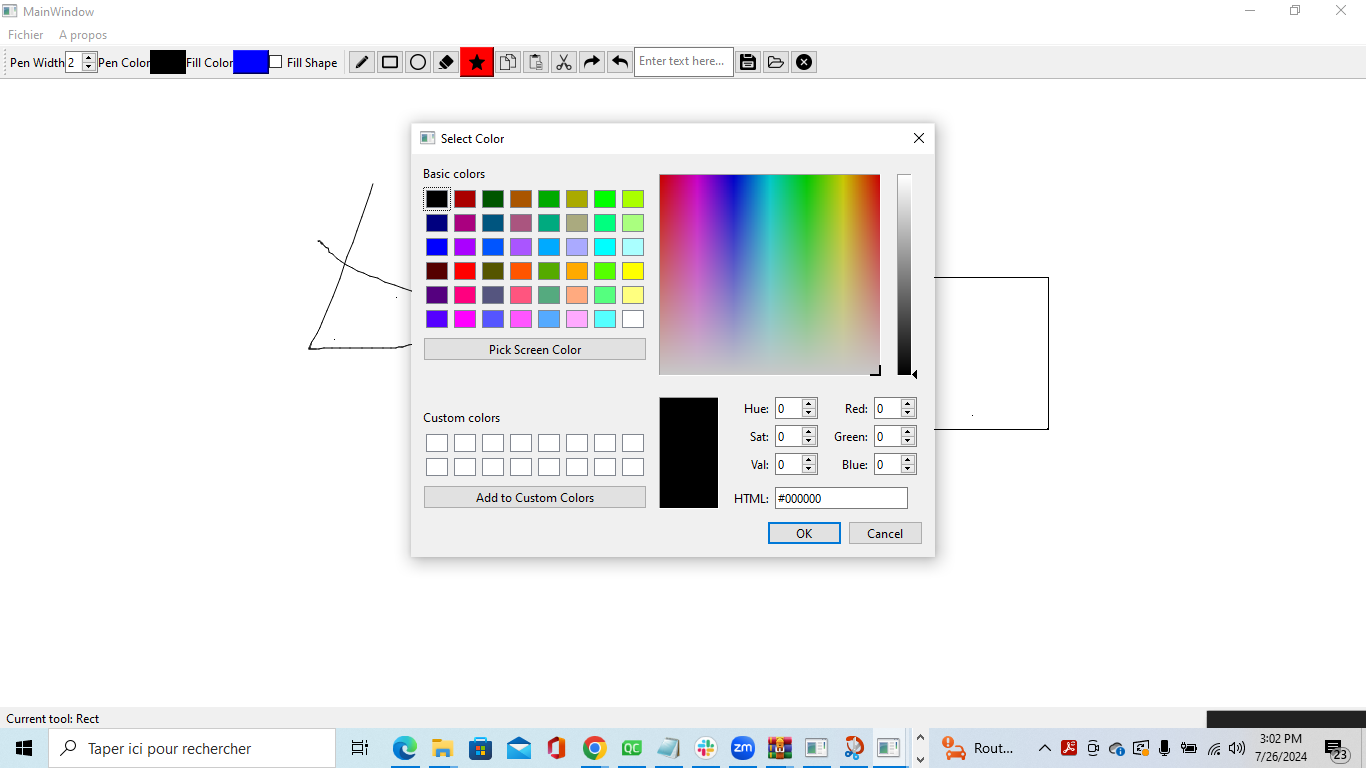 MainWindow
Fichier A propos
Pen Width 2 Pen Color Fill Color Fill Shape Enter text here...
Select Color
Basic colors
Pick Screen Color
Custom colors
Add to Custom Colors
Hue: 0 Red: 0
Sat: 0 Green: 0
Val: 0 Blue: 0
HTML: #000000
OK Cancel
Current tool: Rect
Taper ici pour rechercher
QC
zm
Rout...
3:02 PM
7/26/2024
23